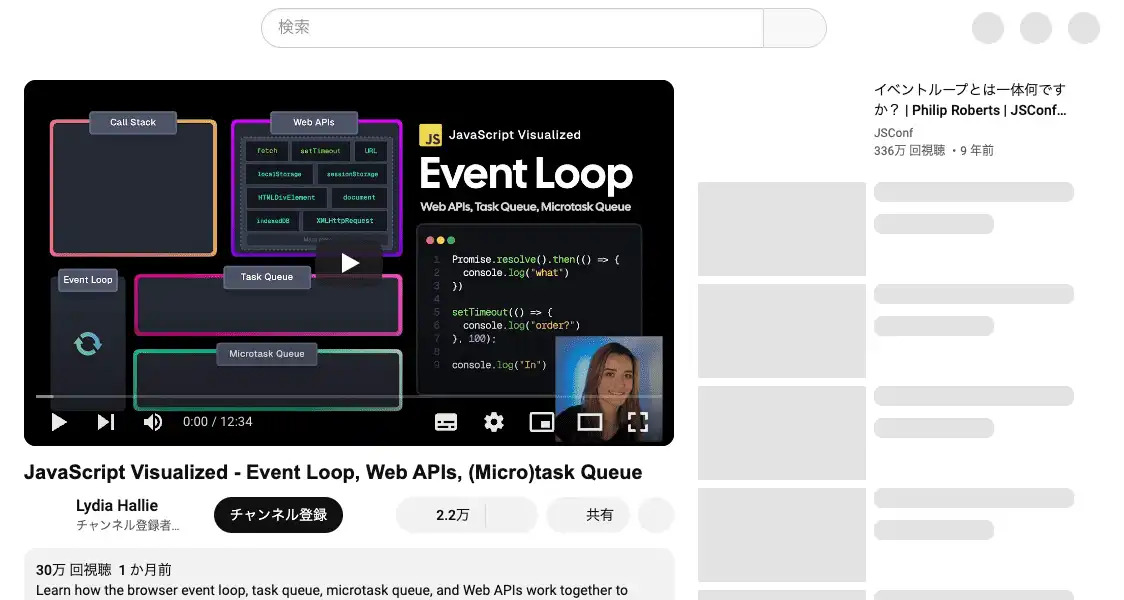 検索
Call Stack
Web APIs
fetch
setTimeout
URL
localStorage
sessionStorage
HTMLDivElement
document
indexedDB
XMLHttpRequest
Event Loop
Task Queue
Microtask Queue
JS
JavaScript Visualized
Event Loop
Web APIs, Task Queue, Microtask Queue
1 Promise.resolve().then(() => {
2 console.log("what")
3 })
4
5 setTimeout(() => {
6 console.log("order?")
7 }, 100);
8
9 console.log("In")
0:00 / 12:34
JavaScript Visualized - Event Loop, Web APIs, (Micro)task Queue
Lydia Hallie
チャンネル登録者...
チャンネル登録
2.2万
共有
30万 回視聴 1 か月前
Learn how the browser event loop, task queue, microtask queue, and Web APIs work together to
イベントループとは一体何です
か？ | Philip Roberts | JSConf...
JSConf
336万 回視聴 ・9 年前